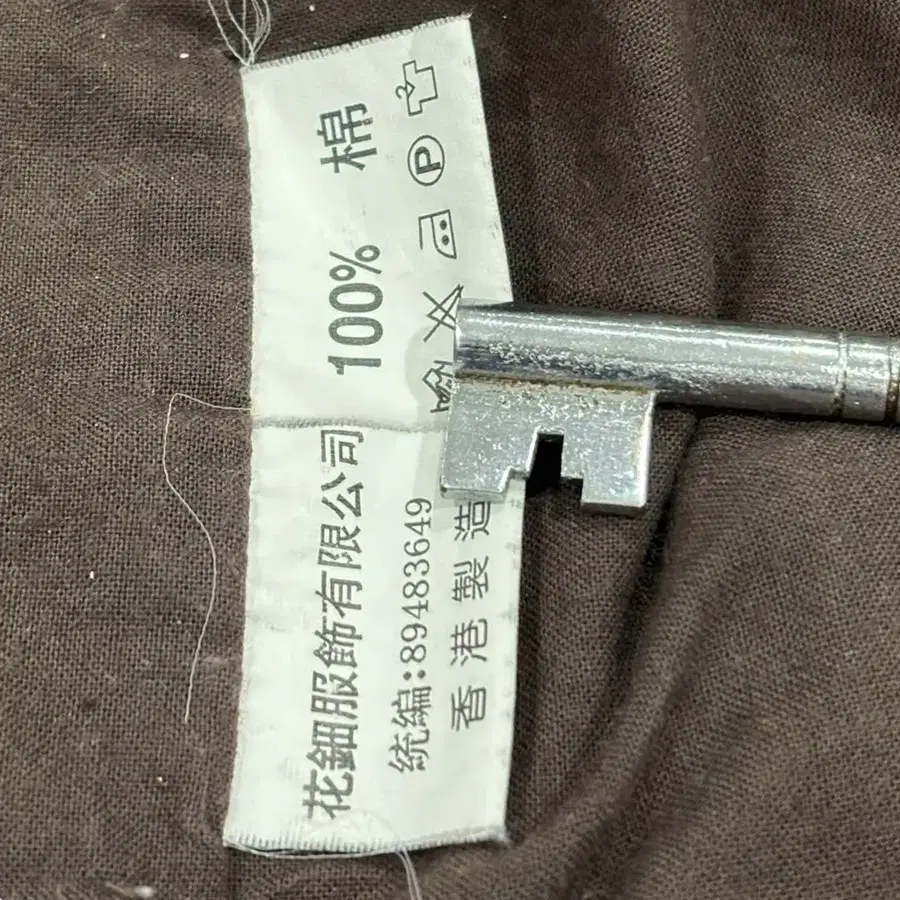 100% 棉
P
花鈿服飾有限公司
統編:89483649
香港製造